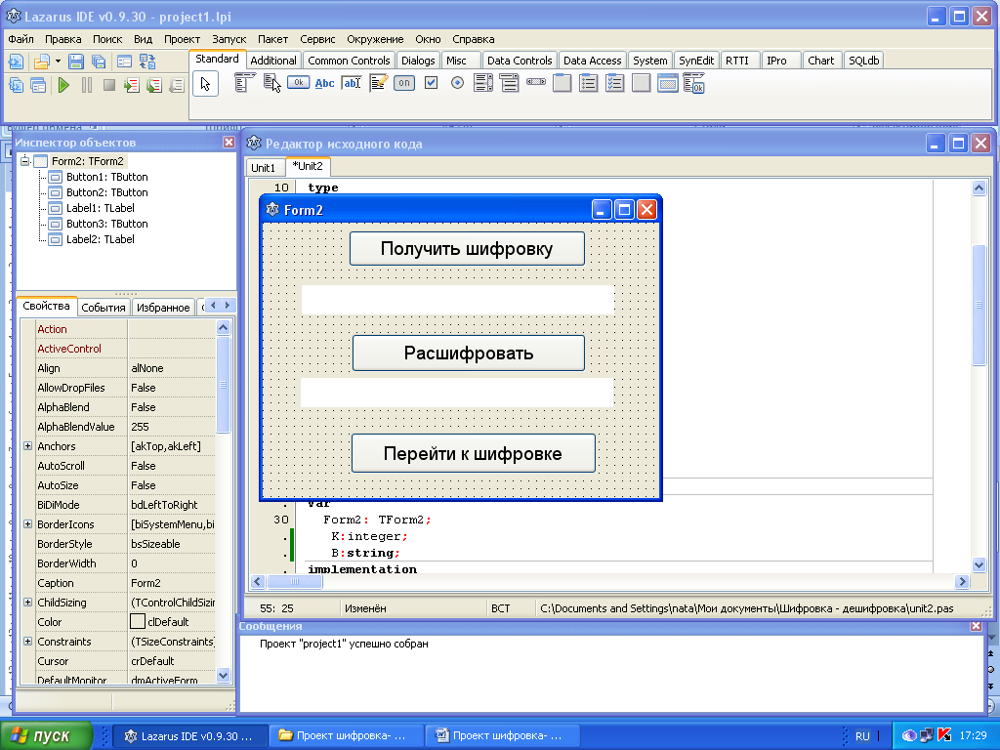 Lazarus IDE v0.9.30 - project1.lpi
Файл Правка Поиск Вид Проект Запуск Пакет Сервис Окружение Окно Справка
Standard Additional Common Controls Dialogs Misc Data Controls Data Access System SynEdit RTTI IPro Chart SQLdb
Ok Abc abI on Ok
Инспектор объектов
Form2: TForm2
Button1: TButton
Button2: TButton
Label1: TLabel
Button3: TButton
Label2: TLabel
Свойства События Избранное
Action
ActiveControl
Align alNone
AllowDropFiles False
AlphaBlend False
AlphaBlendValue 255
Anchors [akTop,akLeft]
AutoScroll False
AutoSize False
BiDiMode bdLeftToRight
BorderIcons [biSystemMenu,bi
BorderStyle bsSizeable
BorderWidth 0
Caption Form2
ChildSizing (TControlChildSizin
Color clDefault
Constraints (TSizeConstraints)
Cursor crDefault
DefaultMonitor dmActiveForm
Редактор исходного кода
Unit1 *Unit2
10 type
Form2
Получить шифровку
Расшифровать
Перейти к шифровке
. var
30 Form2: TForm2;
. K:integer;
. B:string;
. implementation
55: 25 Изменён ВСТ C:\Documents and Settings\nata\Мои документы\Шифровка - дешифровка\unit2.pas
Сообщения
Проект "project1" успешно собран
пуск Lazarus IDE v0.9.30 ... Проект шифровка- ... Проект шифровка- ... RU 17:29